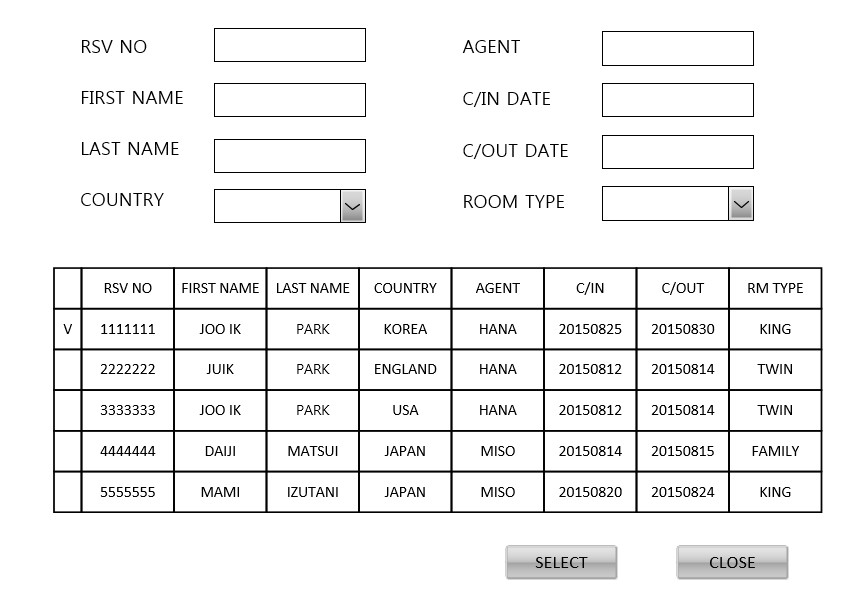 RSV NO AGENT
FIRST NAME C/IN DATE
LAST NAME C/OUT DATE
COUNTRY ROOM TYPE
RSV NO FIRST NAME LAST NAME COUNTRY AGENT C/IN C/OUT RM TYPE
V 1111111 JOO IK PARK KOREA HANA 20150825 20150830 KING
2222222 JUIK PARK ENGLAND HANA 20150812 20150814 TWIN
3333333 JOO IK PARK USA HANA 20150812 20150814 TWIN
4444444 DAIJI MATSUI JAPAN MISO 20150814 20150815 FAMILY
5555555 MAMI IZUTANI JAPAN MISO 20150820 20150824 KING
SELECT CLOSE